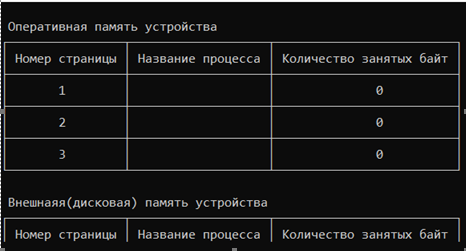 Оперативная память устройства
Номер страницы Название процесса Количество занятых байт
1 0
2 0
3 0
Внешнаяя(дисковая) память устройства
Номер страницы Название процесса Количество занятых байт